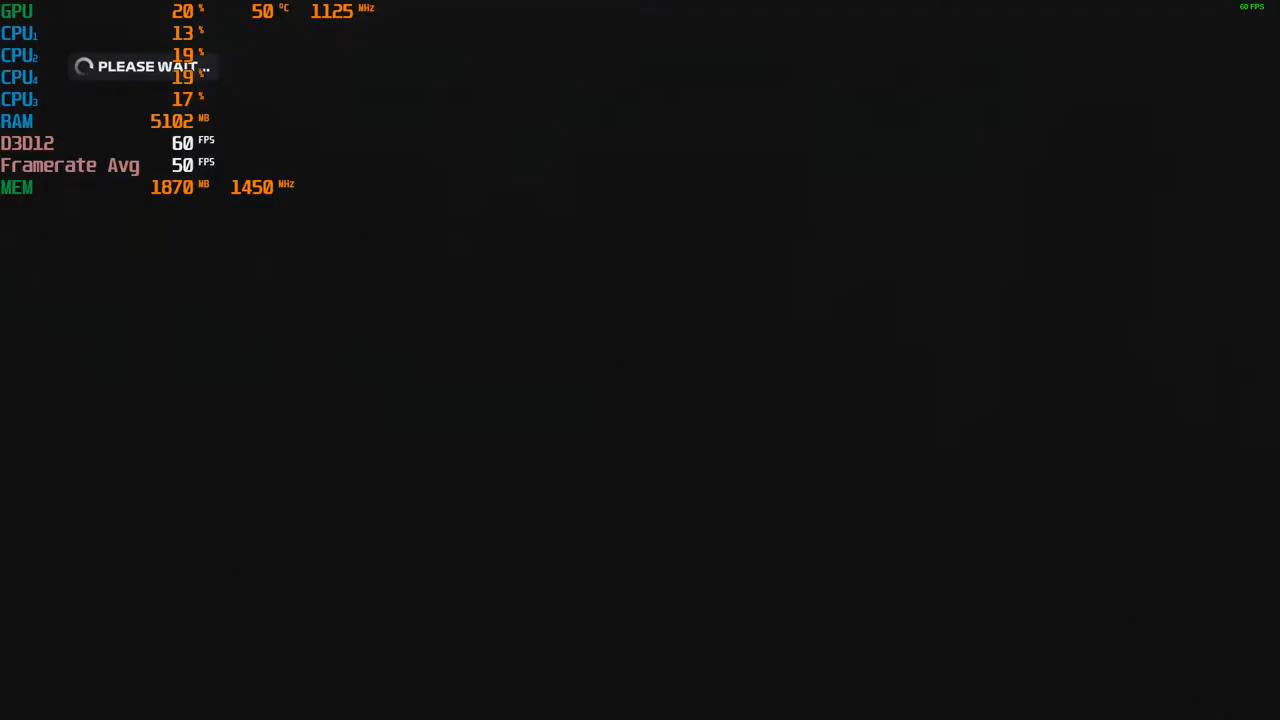 GPU 20 % 50 °C 1125 MHz
60 FPS
CPU1 13 %
CPU2 19 %
PLEASE WAIT...
CPU4 19 %
CPU3 17 %
RAM 5102 MB
D3D12 60 FPS
Framerate Avg 50 FPS
MEM 1870 MB 1450 MHz